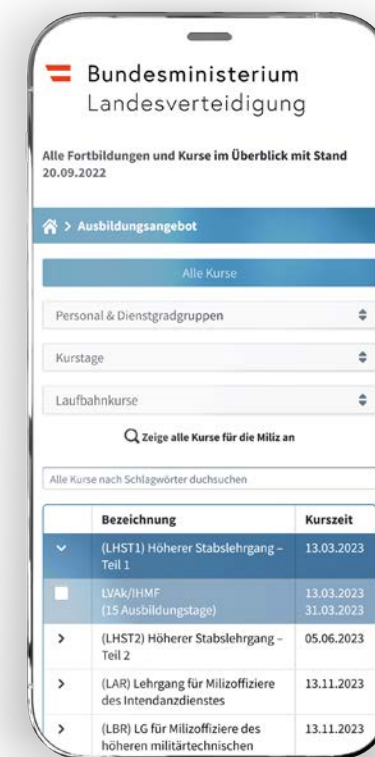 Bundesministerium
Landesverteidigung
Alle Fortbildungen und Kurse im Überblick mit Stand
20.09.2022
> Ausbildungsangebot
Alle Kurse
Personal & Dienstgradgruppen
Kurstage
Laufbahnkurse
Zeige alle Kurse für die Miliz an
Alle Kurse nach Schlagwörter duchsuchen
Bezeichnung Kurszeit
(LHST1) Höherer Stabslehrgang – 13.03.2023
Teil 1
LVAk/IHMF 13.03.2023
(15 Ausbildungstage) 31.03.2023
(LHST2) Höherer Stabslehrgang – 05.06.2023
Teil 2
(LAR) Lehrgang für Milizoffiziere 13.11.2023
des Intendanzdienstes
(LBR) LG für Milizoffiziere des 13.11.2023
höheren militärtechnischen